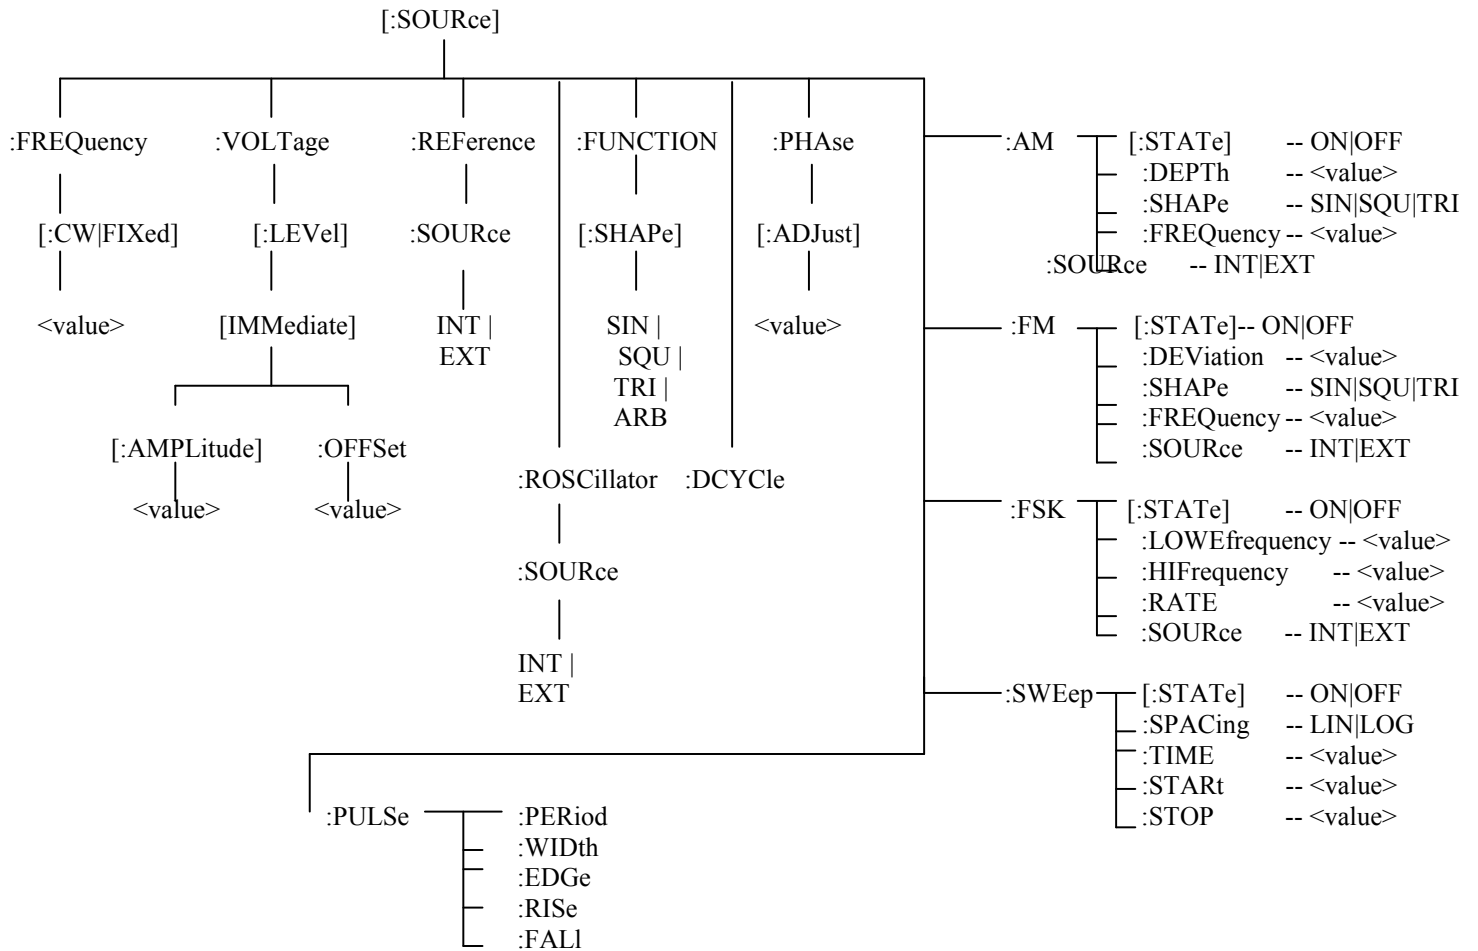 [:SOURce]
:FREQuency :VOLTage :REFerence :FUNCTION :PHAse
[:CW|FIXed] [:LEVel] :SOURce [:SHAPe] [:ADJust]
<value> [IMMediate] INT | SIN | <value>
EXT SQU |
TRI |
ARB
[:AMPLitude] :OFFSet
<value> <value>
:ROSCillator :DCYCle
:SOURce
INT |
EXT
:AM [:STATe] -- ON|OFF
:DEPTh -- <value>
:SHAPe -- SIN|SQU|TRI
:FREQuency -- <value>
:SOURce -- INT|EXT
:FM [:STATe]-- ON|OFF
:DEViation -- <value>
:SHAPe -- SIN|SQU|TRI
:FREQuency -- <value>
:SOURce -- INT|EXT
:FSK [:STATe] -- ON|OFF
:LOWEfrequency -- <value>
:HIFrequency -- <value>
:RATE -- <value>
:SOURce -- INT|EXT
:SWEep [:STATe] -- ON|OFF
:SPACing -- LIN|LOG
:TIME -- <value>
:STARt -- <value>
:STOP -- <value>
:PULSe :PERiod
:WIDth
:EDGe
:RISe
:FALl